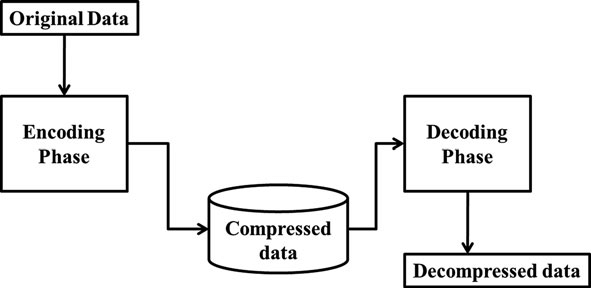 Original Data
Encoding
Phase
Compressed
data
Decoding
Phase
Decompressed data